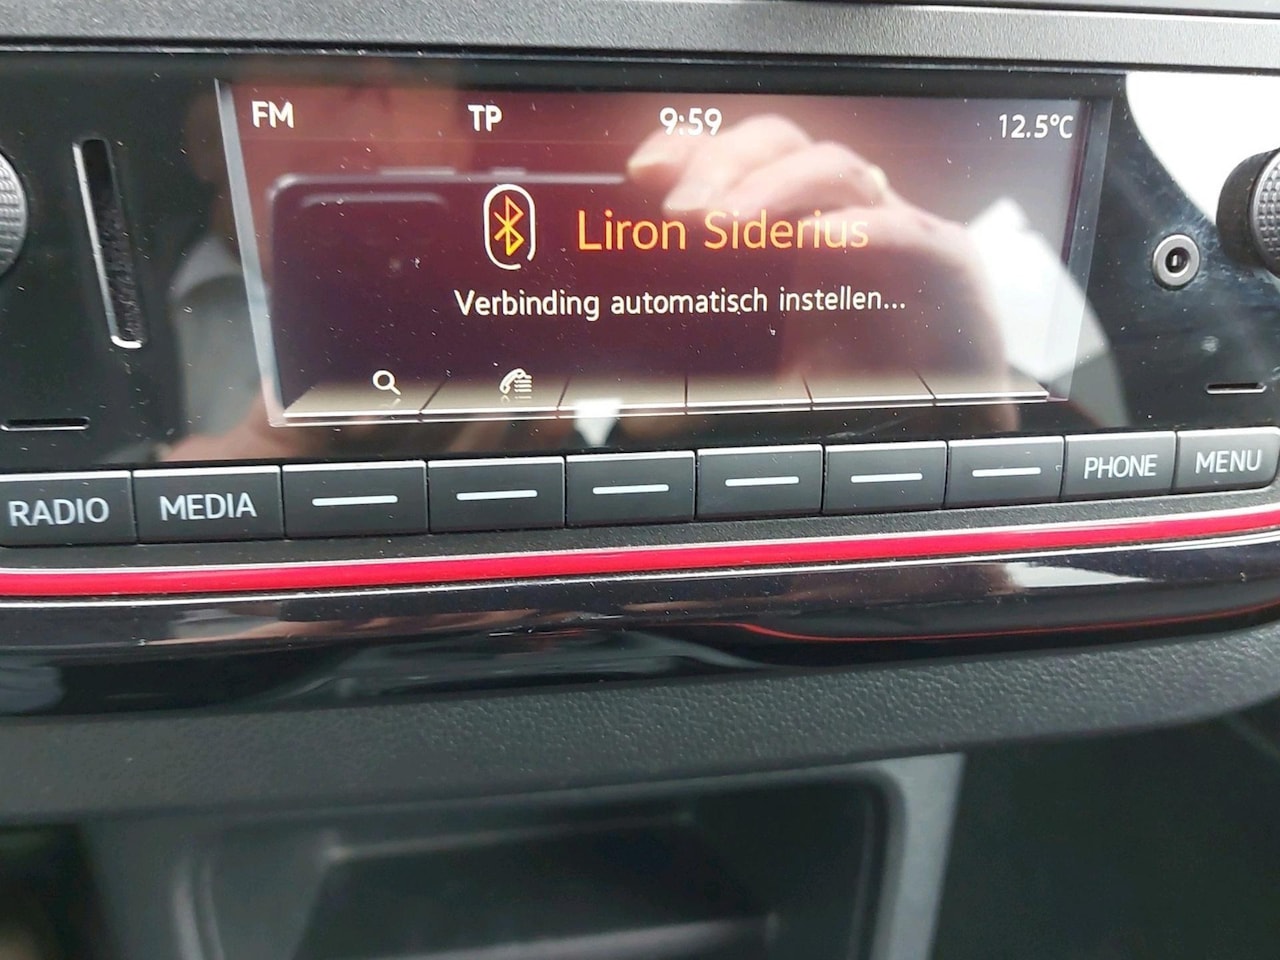 FM TP 9:59 12.5°C
Liron Siderius
Verbinding automatisch instellen...
RADIO MEDIA PHONE MENU